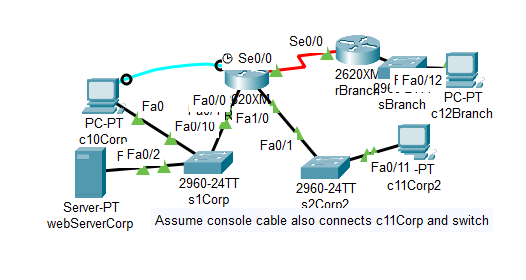 Se0/0
Se0/0
2620XM
rBranch
Fa0/12
sBranch
PC-PT
c12Branch
Fa0
Fa0/0
Fa1/0
PC-PT
c10Corp
Fa0/10
Fa0/1
Fa0/11
Fa0/2
2960-24TT
s1Corp
2960-24TT
s2Corp2
-PT
c11Corp2
Server-PT
webServerCorp
Assume console cable also connects c11Corp and switch